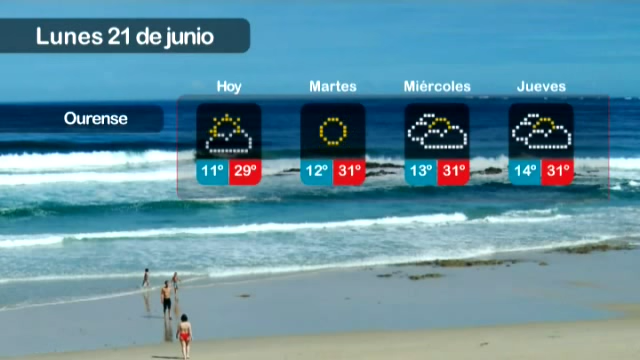 Lunes 21 de junio
Hoy Martes Miércoles Jueves
Ourense
11º 29º 12º 31º 13º 31º 14º 31º